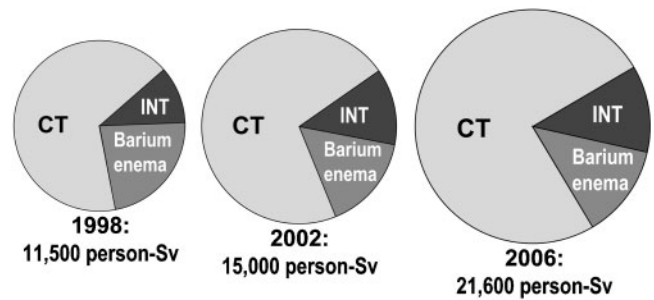 CT
INT
Barium
enema
1998:
11,500 person-Sv
CT
INT
Barium
enema
2002:
15,000 person-Sv
CT
INT
Barium
enema
2006:
21,600 person-Sv